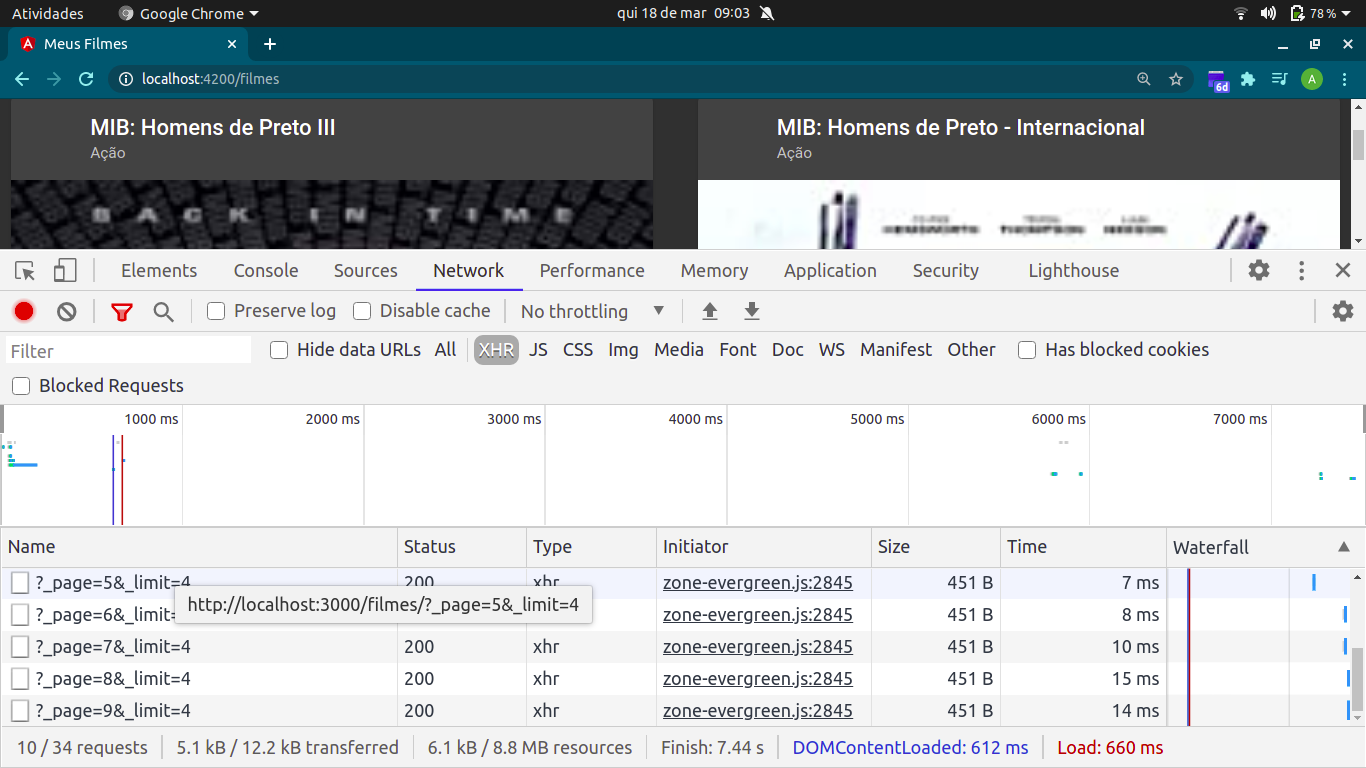 Atividades Google Chrome qui 18 de mar 09:03 78 %
Meus Filmes
localhost:4200/filmes 6d A
MIB: Homens de Preto III MIB: Homens de Preto - Internacional
Ação Ação
BACK IN TIME
HEMSWORTH THOMPSON NEESON
Elements Console Sources Network Performance Memory Application Security Lighthouse
Preserve log Disable cache No throttling
Filter Hide data URLs All XHR JS CSS Img Media Font Doc WS Manifest Other Has blocked cookies
Blocked Requests
1000 ms 2000 ms 3000 ms 4000 ms 5000 ms 6000 ms 7000 ms
Name Status Type Initiator Size Time Waterfall
?_page=5&_limit=4 200 xhr zone-evergreen.js:2845 451 B 7 ms
http://localhost:3000/filmes/?_page=5&_limit=4
?_page=6&_limit= zone-evergreen.js:2845 451 B 8 ms
?_page=7&_limit=4 200 xhr zone-evergreen.js:2845 451 B 10 ms
?_page=8&_limit=4 200 xhr zone-evergreen.js:2845 451 B 15 ms
?_page=9&_limit=4 200 xhr zone-evergreen.js:2845 451 B 14 ms
10 / 34 requests 5.1 kB / 12.2 kB transferred 6.1 kB / 8.8 MB resources Finish: 7.44 s DOMContentLoaded: 612 ms Load: 660 ms